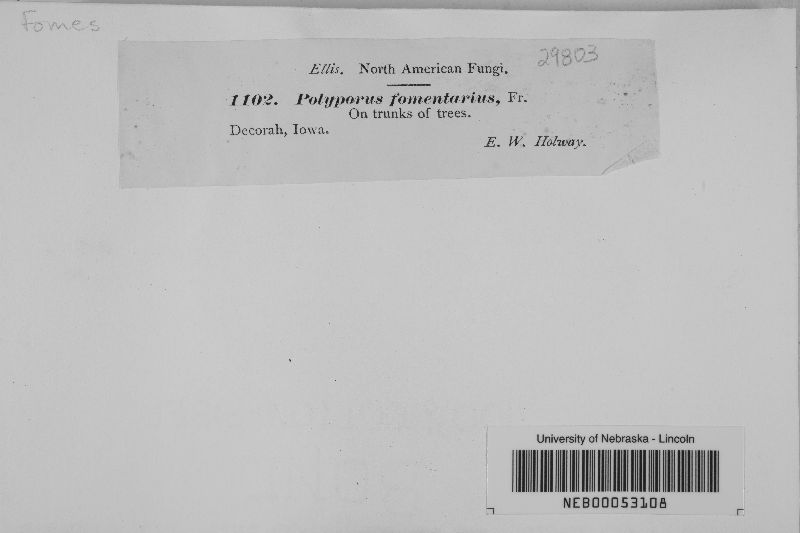 Fomes
Ellis. North American Fungi.
29803
1102. Polyporus fomentarius, Fr.
On trunks of trees.
Decorah, Iowa.
E. W. Holway.
University of Nebraska - Lincoln
NEB00053108